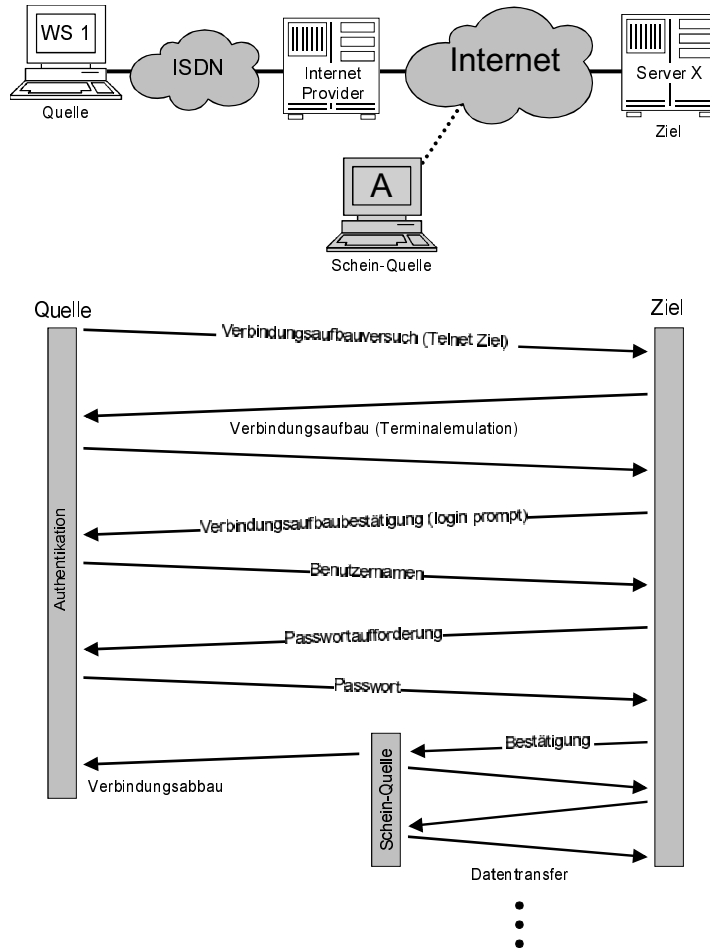 WS 1
ISDN
Internet
Provider
Internet
Server X
Quelle
Ziel
A
Schein-Quelle
Quelle
Ziel
Verbindungsaufbauversuch (Telnet Ziel)
Verbindungsaufbau (Terminalemulation)
Authentikation
Verbindungsaufbaubestätigung (login prompt)
Benutzernamen
Passwortaufforderung
Passwort
Bestätigung
Schein-Quelle
Verbindungsabbau
Datentransfer